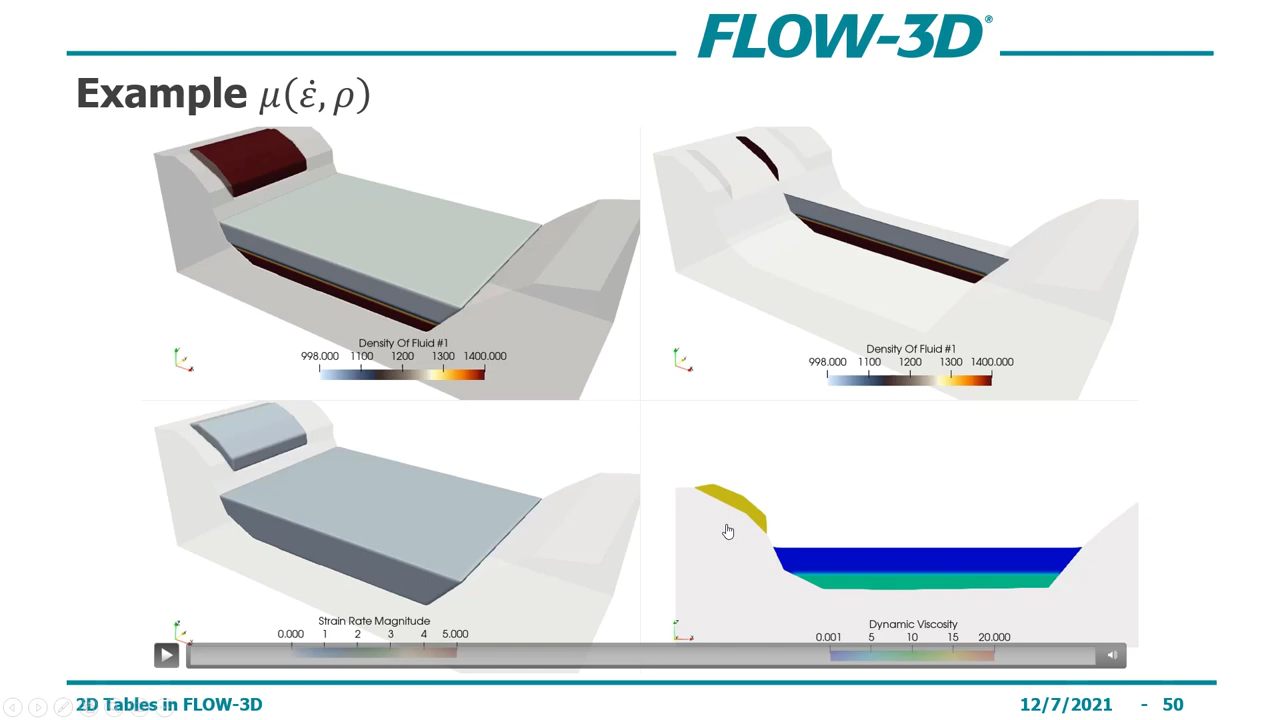 FLOW-3D®
Example μ(ε̇, ρ)
Density Of Fluid #1
998.000 1100 1200 1300 1400.000
Density Of Fluid #1
998.000 1100 1200 1300 1400.000
Strain Rate Magnitude
0.000 1 2 3 4 5.000
Dynamic Viscosity
0.001 5 10 15 20.000
2D Tables in FLOW-3D
12/7/2021 - 50